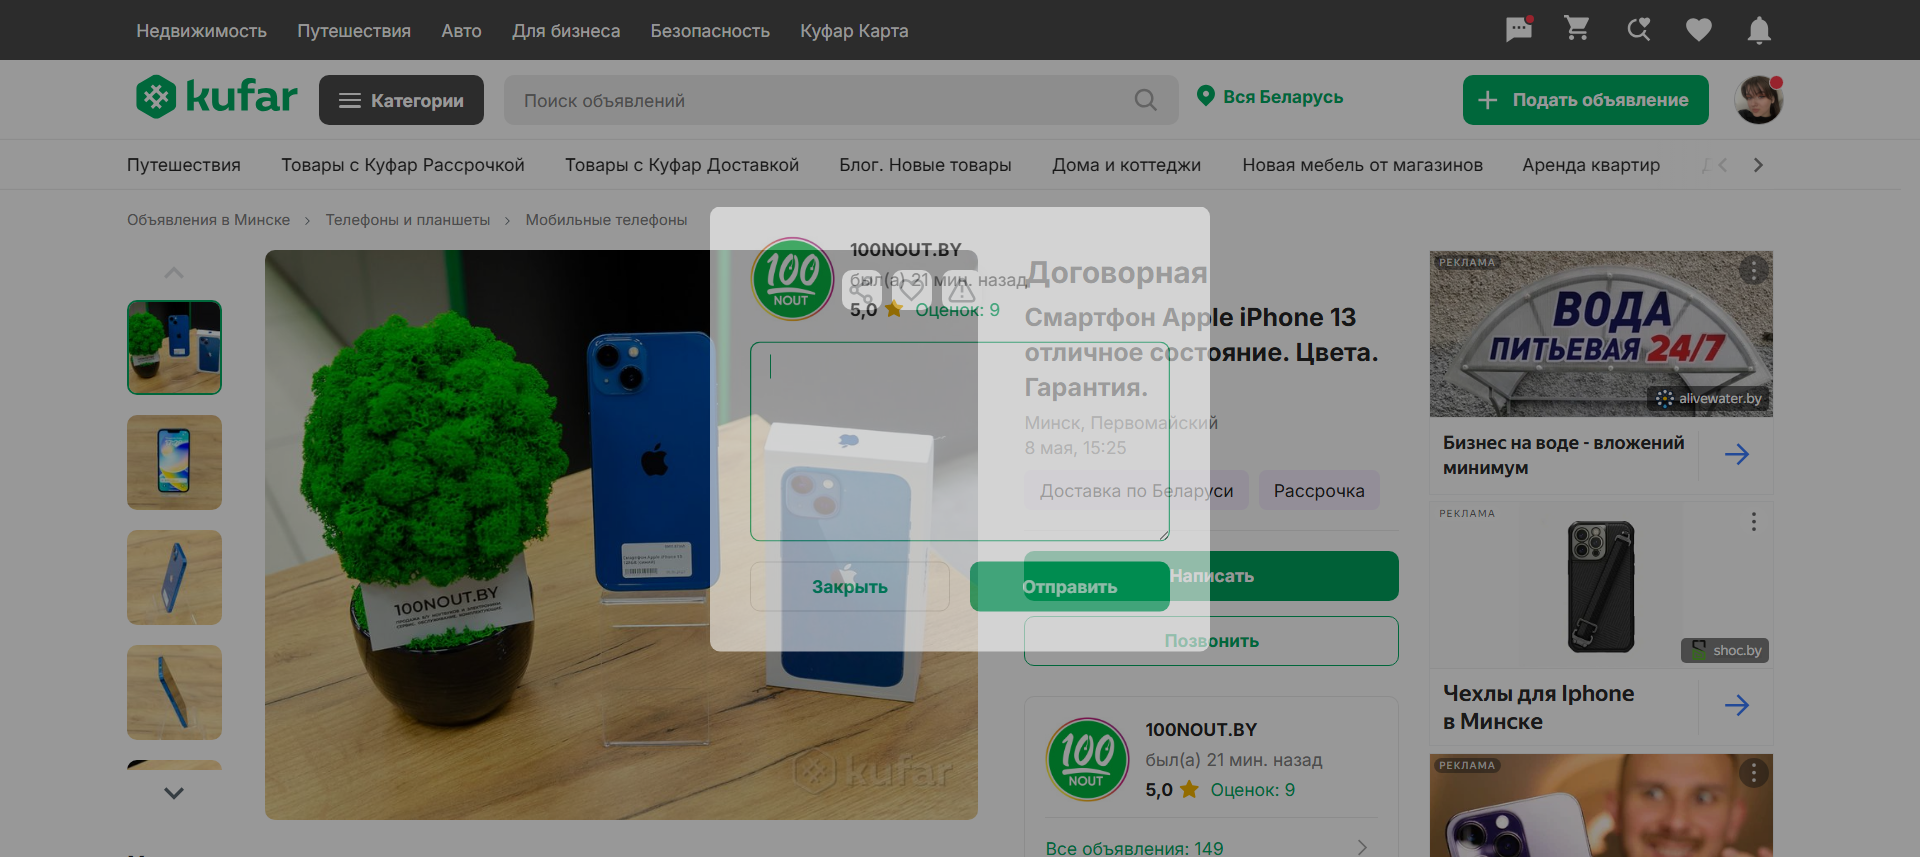 Недвижимость Путешествия Авто Для бизнеса Безопасность Куфар Карта
kufar
Категории
Поиск объявлений
Вся Беларусь
Подать объявление
Путешествия Товары с Куфар Рассрочкой Товары с Куфар Доставкой Блог. Новые товары Дома и коттеджи Новая мебель от магазинов Аренда квартир
Объявления в Минске
Телефоны и планшеты
Мобильные телефоны
100NOUT.BY
100
NOUT
был(а) 21 мин. назад
5,0
Оценок: 9
Закрыть
Отправить
Договорная
Смартфон Apple iPhone 13
отличное состояние. Цвета.
Гарантия.
Минск, Первомайский
8 мая, 15:25
Доставка по Беларуси
Рассрочка
Написать
Позвонить
100NOUT.BY
100
NOUT
был(а) 21 мин. назад
5,0
Оценок: 9
Все объявления: 149
100NOUT.BY
kufar
РЕКЛАМА
ВОДА
ПИТЬЕВАЯ 24/7
alivewater.by
Бизнес на воде - вложений
минимум
РЕКЛАМА
shoc.by
Чехлы для Iphone
в Минске
РЕКЛАМА